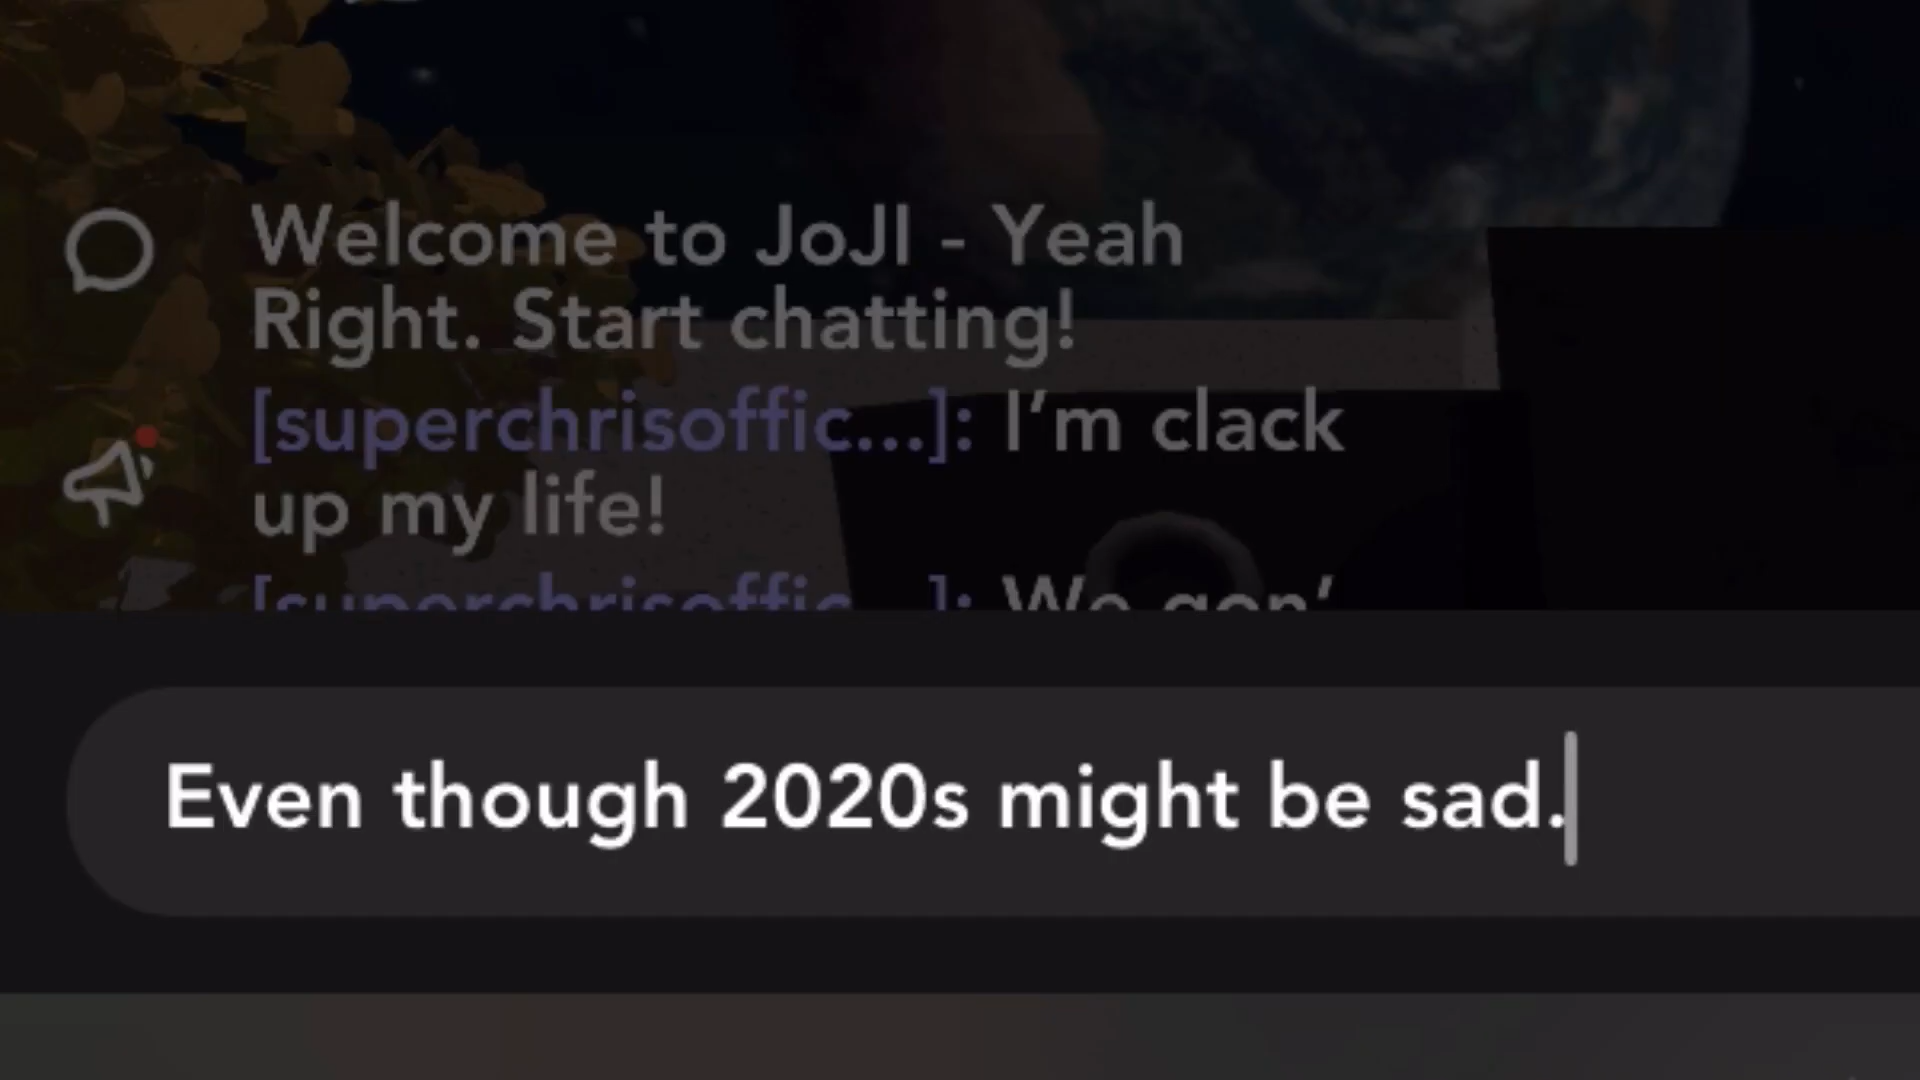 Welcome to JoJI - Yeah
Right. Start chatting!
[superchrisoffic...]: I’m clack
up my life!
[superchrisoffic...]: We gon’
Even though 2020s might be sad.